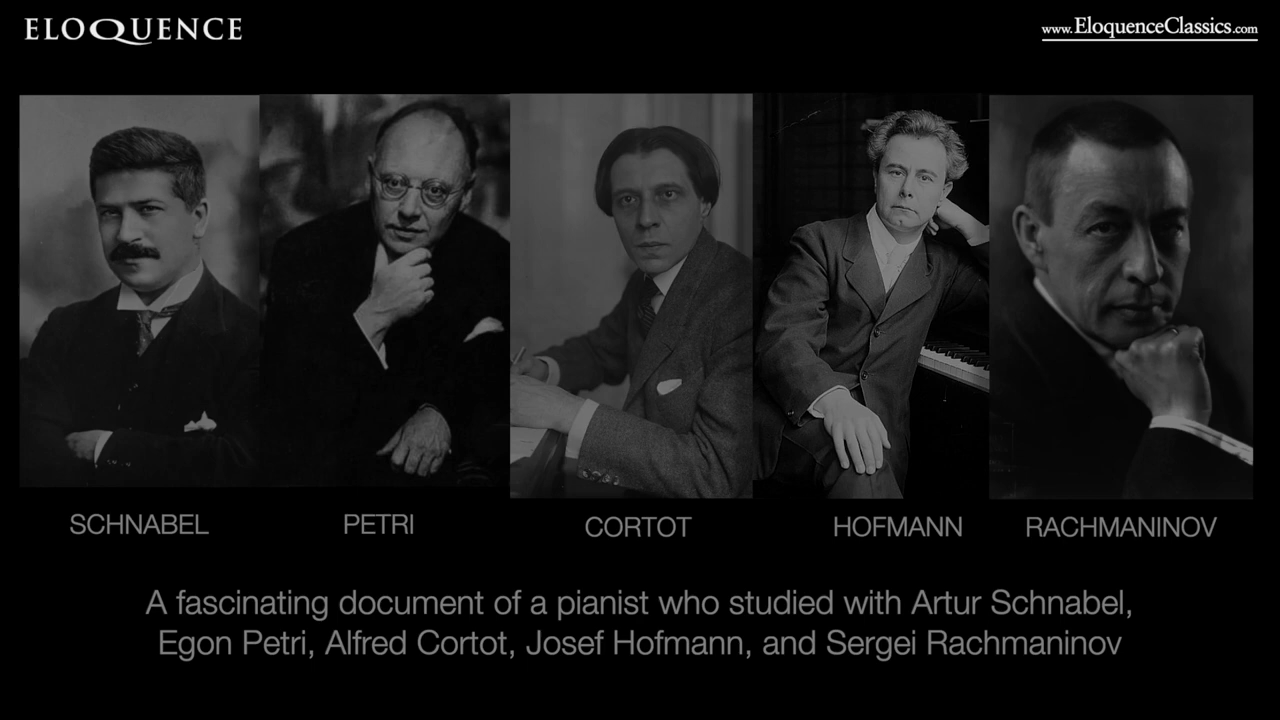 ELOQUENCE
www.EloquenceClassics.com
SCHNABEL
PETRI
CORTOT
HOFMANN
RACHMANINOV
A fascinating document of a pianist who studied with Artur Schnabel,
Egon Petri, Alfred Cortot, Josef Hofmann, and Sergei Rachmaninov